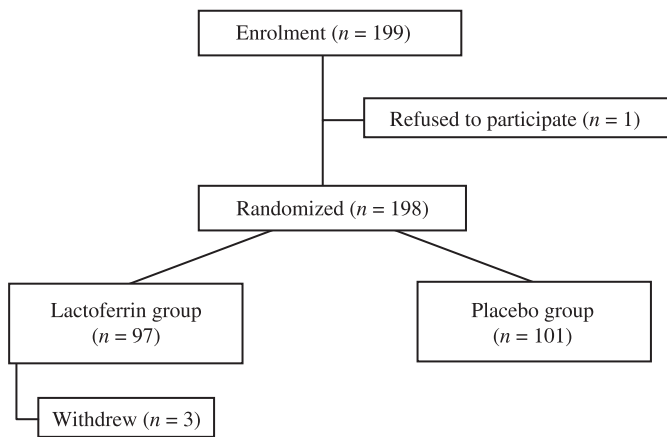 Enrolment (n = 199)
Refused to participate (n = 1)
Randomized (n = 198)
Lactoferrin group
(n = 97)
Placebo group
(n = 101)
Withdrew (n = 3)